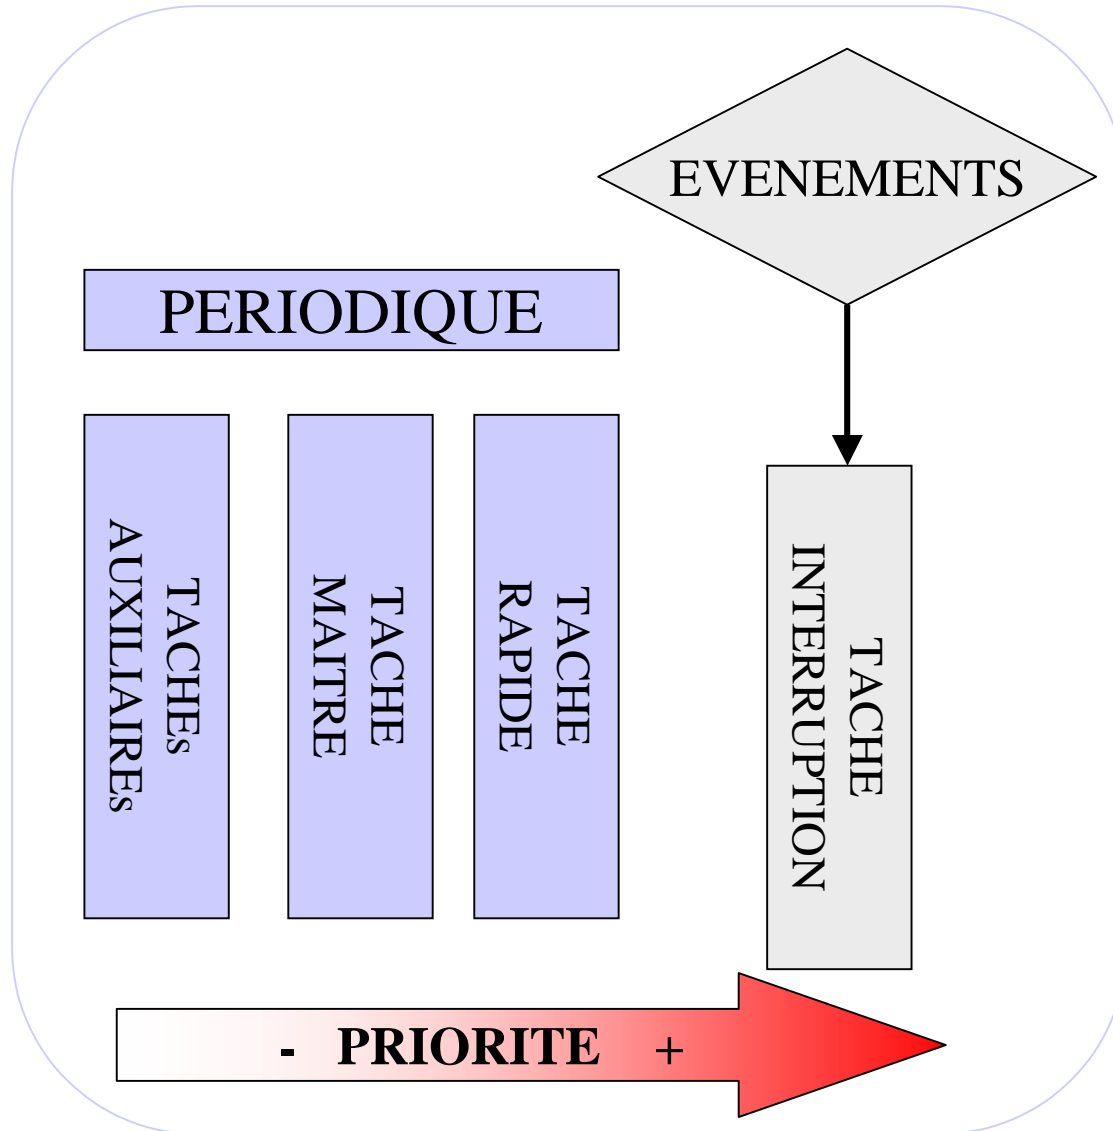 EVENEMENTS
PERIODIQUE
TACHEs
AUXILIAIREs
TACHE
MAITRE
TACHE
RAPIDE
TACHE
INTERRUPTION
- PRIORITE +